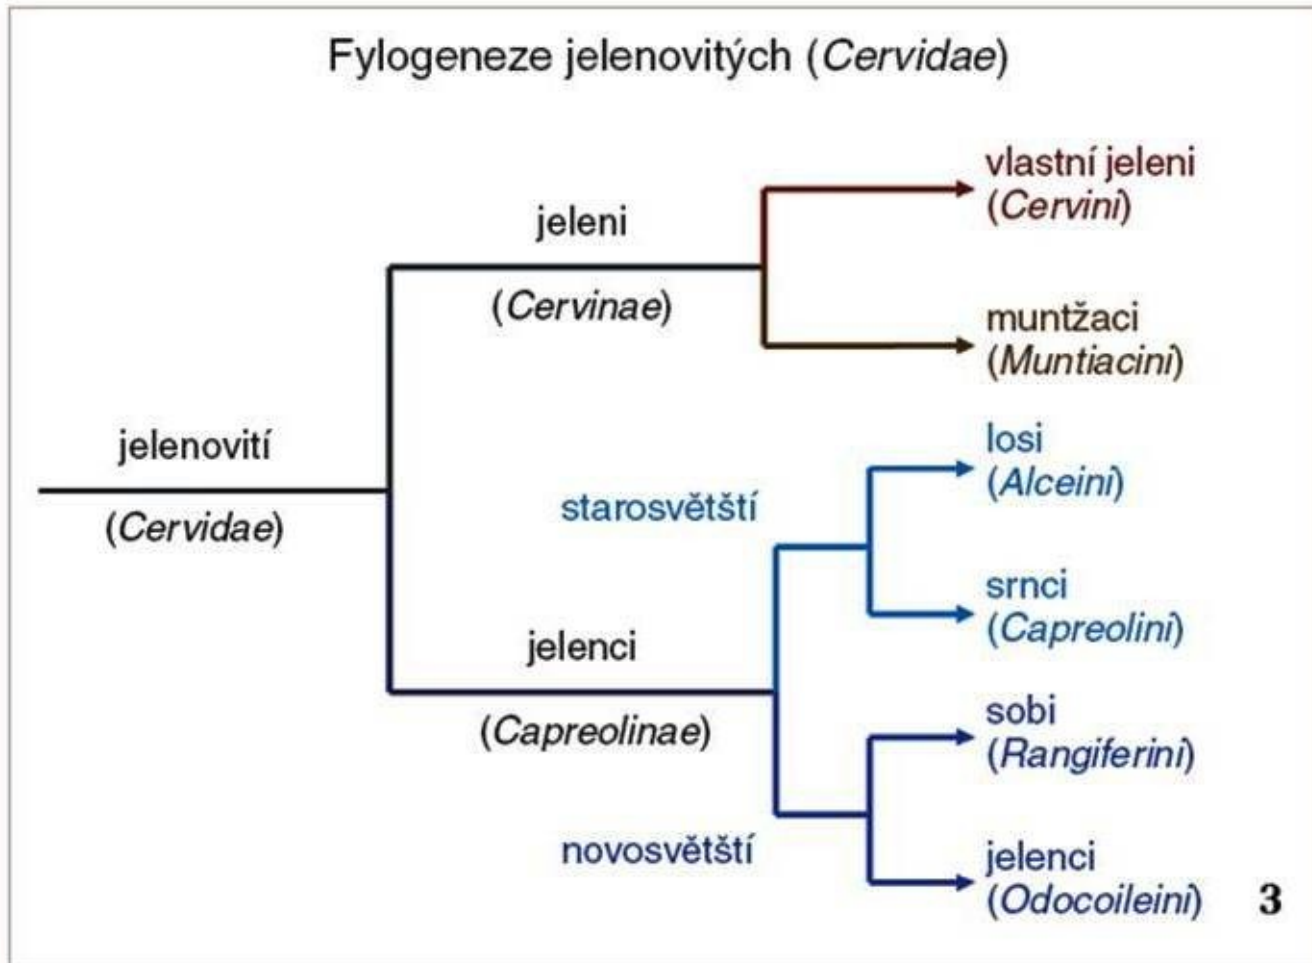 Fylogeneze jelenovitých (Cervidae)
vlastní jeleni
(Cervini)
jeleni
(Cervinae)
muntžaci
(Muntiacini)
jelenovití
(Cervidae)
losi
(Alceini)
starosvětští
srnci
(Capreolini)
jelenci
(Capreolinae)
sobi
(Rangiferini)
novosvětští
jelenci
(Odocoileini)
3